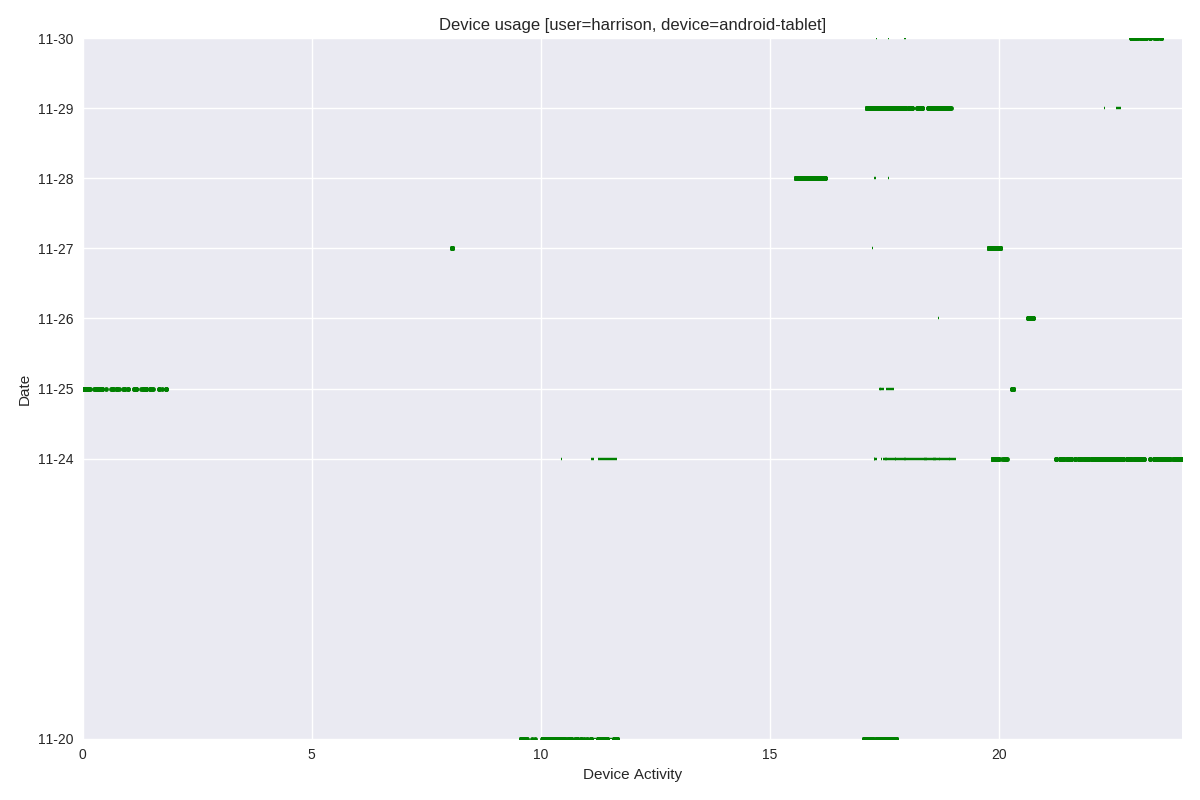 Device usage [user=harrison, device=android-tablet]
11-30
11-29
11-28
11-27
11-26
11-25
Date
11-24
11-20
0 5 10 15 20
Device Activity